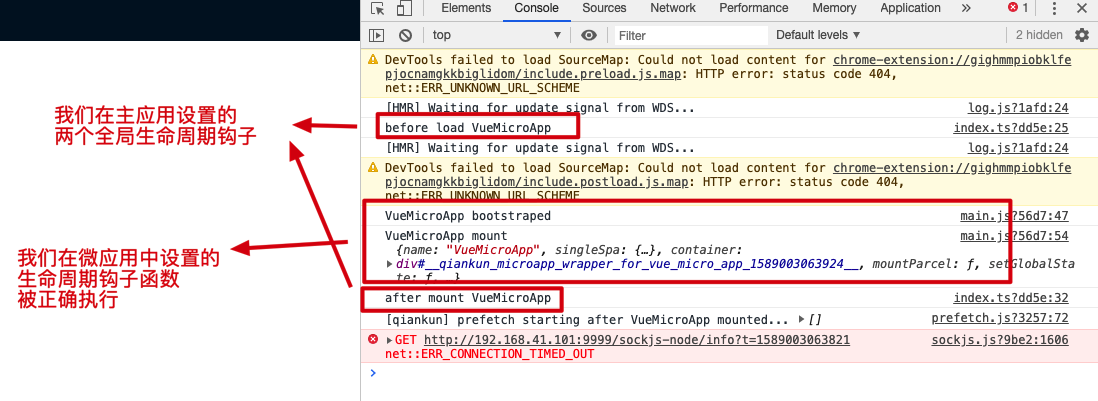 Elements Console Sources Network Performance Memory Application » 1
top Filter Default levels ▼ 2 hidden
DevTools failed to load SourceMap: Could not load content for chrome-extension://gighmmpiobklfe
pjocnamgkkbiglidom/include.preload.js.map: HTTP error: status code 404,
net::ERR_UNKNOWN_URL_SCHEME
[HMR] Waiting for update signal from WDS... log.js?1afd:24
before load VueMicroApp index.ts?dd5e:25
[HMR] Waiting for update signal from WDS... log.js?1afd:24
DevTools failed to load SourceMap: Could not load content for chrome-extension://gighmmpiobklfe
pjocnamgkkbiglidom/include.postload.js.map: HTTP error: status code 404,
net::ERR_UNKNOWN_URL_SCHEME
VueMicroApp bootstraped main.js?56d7:47
VueMicroApp mount main.js?56d7:54
{name: "VueMicroApp", singleSpa: {…}, container:
div#__qiankun_microapp_wrapper_for_vue_micro_app_1589003063924__, mountParcel: ƒ, setGlobalSta
te: ƒ, …}
after mount VueMicroApp index.ts?dd5e:32
[qiankun] prefetch starting after VueMicroApp mounted... ▶ [] prefetch.js?3257:72
GET http://192.168.41.101:9999/sockjs-node/info?t=1589003063821 sockjs.js?9be2:1606
net::ERR_CONNECTION_TIMED_OUT
我们在主应用设置的
两个全局生命周期钩子
我们在微应用中设置的
生命周期钩子函数
被正确执行